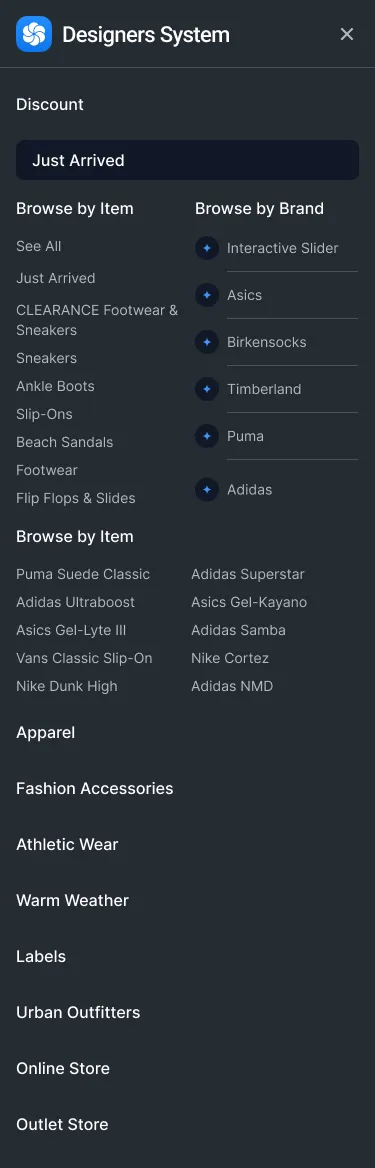 Designers System
Discount
Just Arrived
Browse by Item
See All
Just Arrived
CLEARANCE Footwear &
Sneakers
Sneakers
Ankle Boots
Slip-Ons
Beach Sandals
Footwear
Flip Flops & Slides
Browse by Brand
Interactive Slider
Asics
Birkensocks
Timberland
Puma
Adidas
Browse by Item
Puma Suede Classic
Adidas Ultraboost
Asics Gel-Lyte III
Vans Classic Slip-On
Nike Dunk High
Adidas Superstar
Asics Gel-Kayano
Adidas Samba
Nike Cortez
Adidas NMD
Apparel
Fashion Accessories
Athletic Wear
Warm Weather
Labels
Urban Outfitters
Online Store
Outlet Store